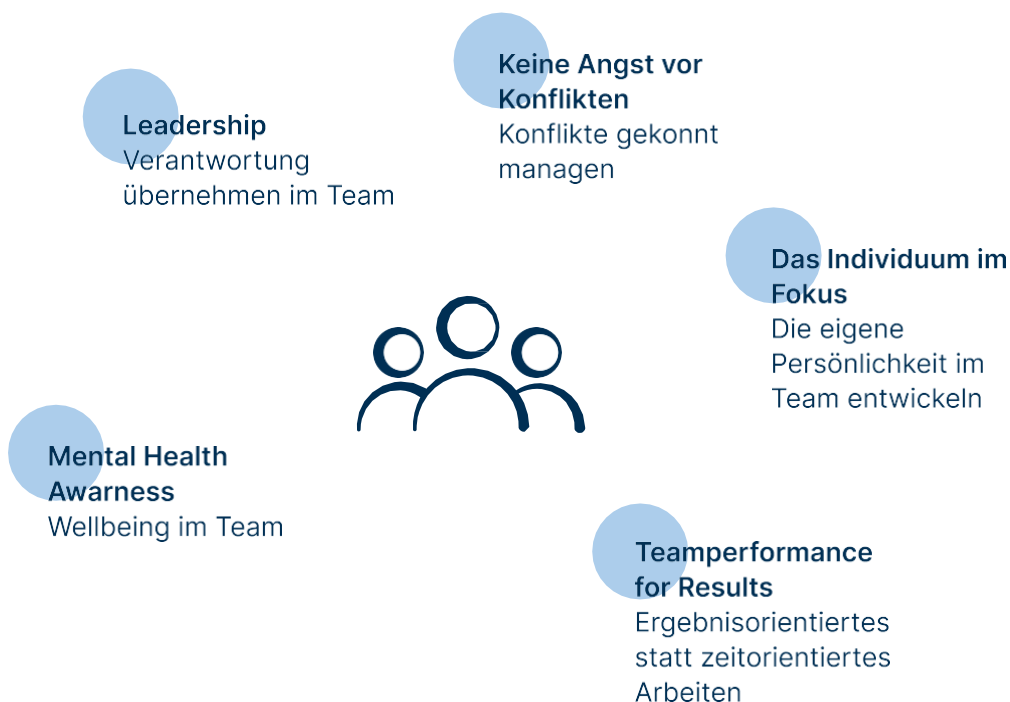 Leadership
Verantwortung
übernehmen im Team
Keine Angst vor
Konflikten
Konflikte gekonnt
managen
Das Individuum im
Fokus
Die eigene
Persönlichkeit im
Team entwickeln
Mental Health
Awarness
Wellbeing im Team
Teamperformance
for Results
Ergebnisorientiertes
statt zeitorientiertes
Arbeiten